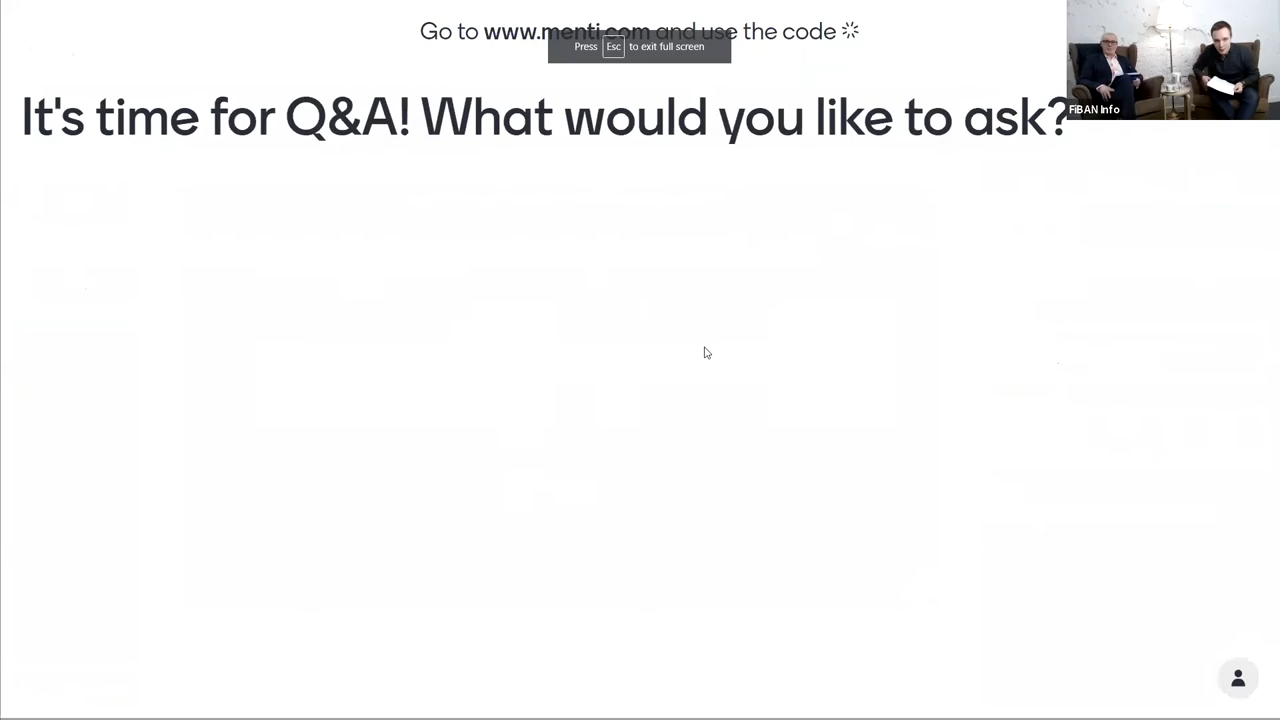 Go to www.menti.com and use the code
Press Esc to exit full screen
It's time for Q&A! What would you like to ask?
FiBAN Info